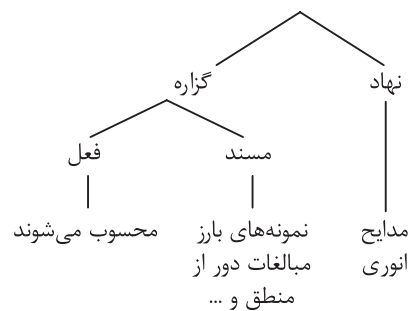 نهاد
گزاره
مسند
فعل
مدایح
انوری
نمونه‌های بارز
مبالغات دور از
منطق و ...
محسوب می‌شوند